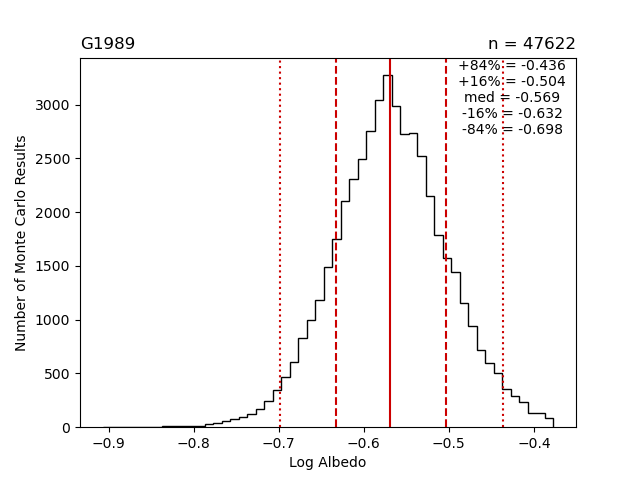 G1989
n = 47622
+84% = -0.436
+16% = -0.504
med = -0.569
-16% = -0.632
-84% = -0.698
Number of Monte Carlo Results
3000
2500
2000
1500
1000
500
0
−0.9 −0.8 −0.7 −0.6 −0.5 −0.4
Log Albedo